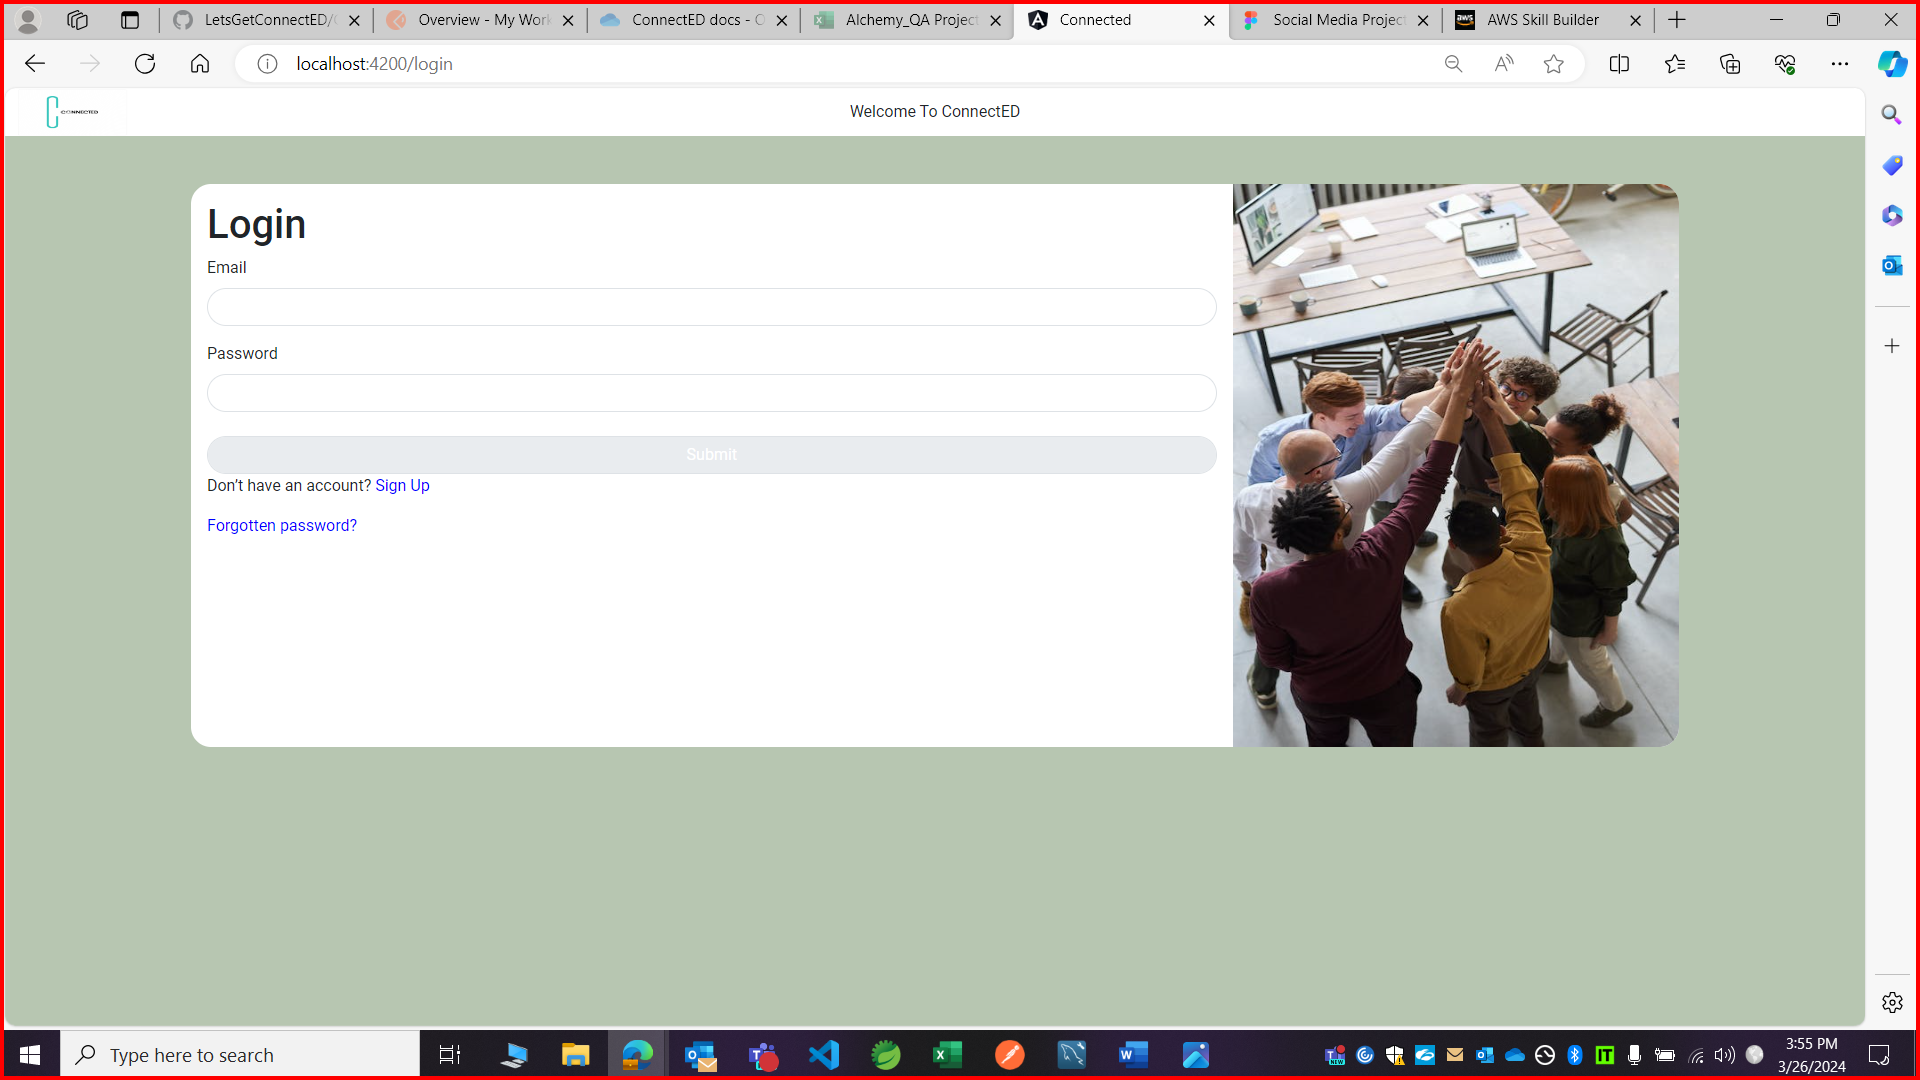 LetsGetConnectED/
Overview - My Work
ConnectED docs - O
Alchemy_QA Project
Connected
Social Media Project
aws
AWS Skill Builder
localhost:4200/login
CONNECTED
Welcome To ConnectED
Login
Email
Password
Submit
Don't have an account? Sign Up
Forgotten password?
Type here to search
3:55 PM
3/26/2024